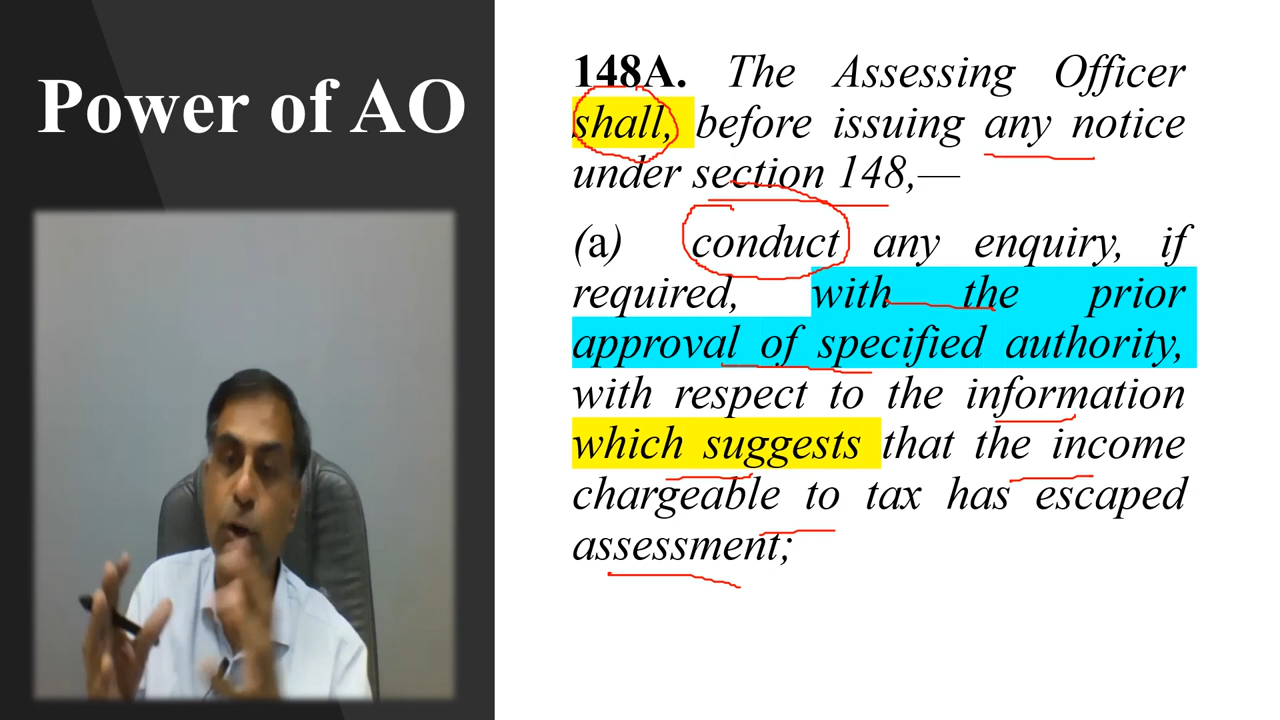 Power of AO
148A. The Assessing Officer
shall, before issuing any notice
under section 148,—
(a) conduct any enquiry, if
required, with the prior
approval of specified authority,
with respect to the information
which suggests that the income
chargeable to tax has escaped
assessment;